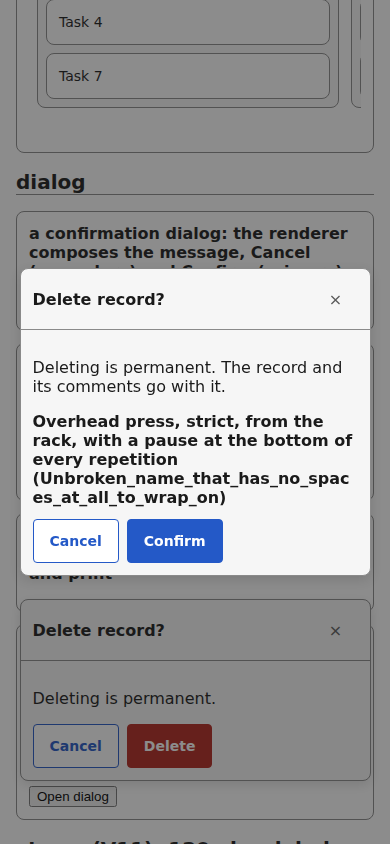 Task 4
Task 7
dialog
a confirmation dialog: the renderer
composes the message, Cancel
Delete record?
×
Deleting is permanent. The record and
its comments go with it.
Overhead press, strict, from the
rack, with a pause at the bottom of
every repetition
(Unbroken_name_that_has_no_spac
es_at_all_to_wrap_on)
Cancel Confirm
and print
Delete record?
×
Deleting is permanent.
Cancel Delete
Open dialog